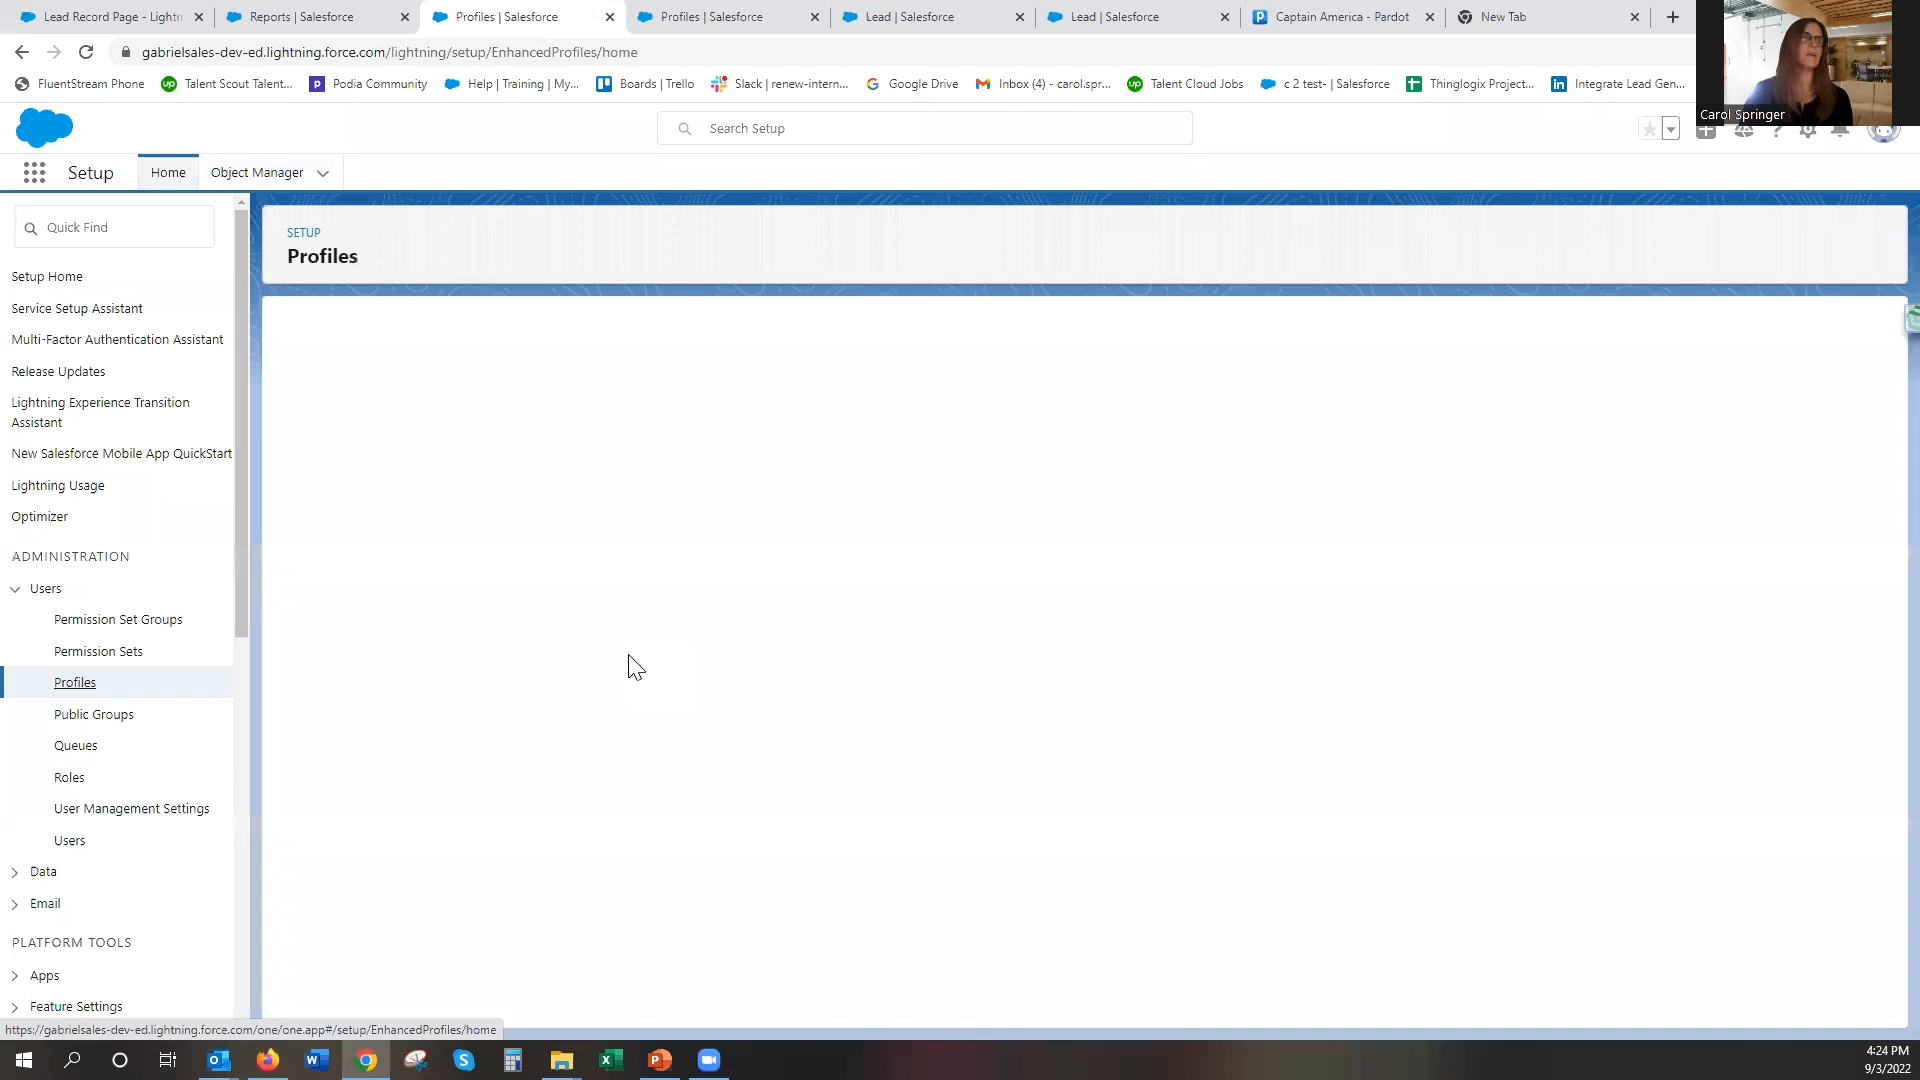 Lead Record Page - Lightn
Reports | Salesforce
Profiles | Salesforce
Profiles | Salesforce
Lead | Salesforce
Lead | Salesforce
Captain America - Pardot
New Tab
gabrielsales-dev-ed.lightning.force.com/lightning/setup/EnhancedProfiles/home
FluentStream Phone
Talent Scout Talent...
Podia Community
Help | Training | My...
Boards | Trello
Slack | renew-intern...
Google Drive
Inbox (4) - carol.spr...
Talent Cloud Jobs
c 2 test- | Salesforce
Thinglogix Project...
Integrate Lead Gen...
Carol Springer
Search Setup
Setup
Home
Object Manager
Quick Find
SETUP
Profiles
Setup Home
Service Setup Assistant
Multi-Factor Authentication Assistant
Release Updates
Lightning Experience Transition
Assistant
New Salesforce Mobile App QuickStart
Lightning Usage
Optimizer
ADMINISTRATION
Users
Permission Set Groups
Permission Sets
Profiles
Public Groups
Queues
Roles
User Management Settings
Users
Data
Email
PLATFORM TOOLS
Apps
Feature Settings
https://gabrielsales-dev-ed.lightning.force.com/one/one.app#/setup/EnhancedProfiles/home
4:24 PM
9/3/2022